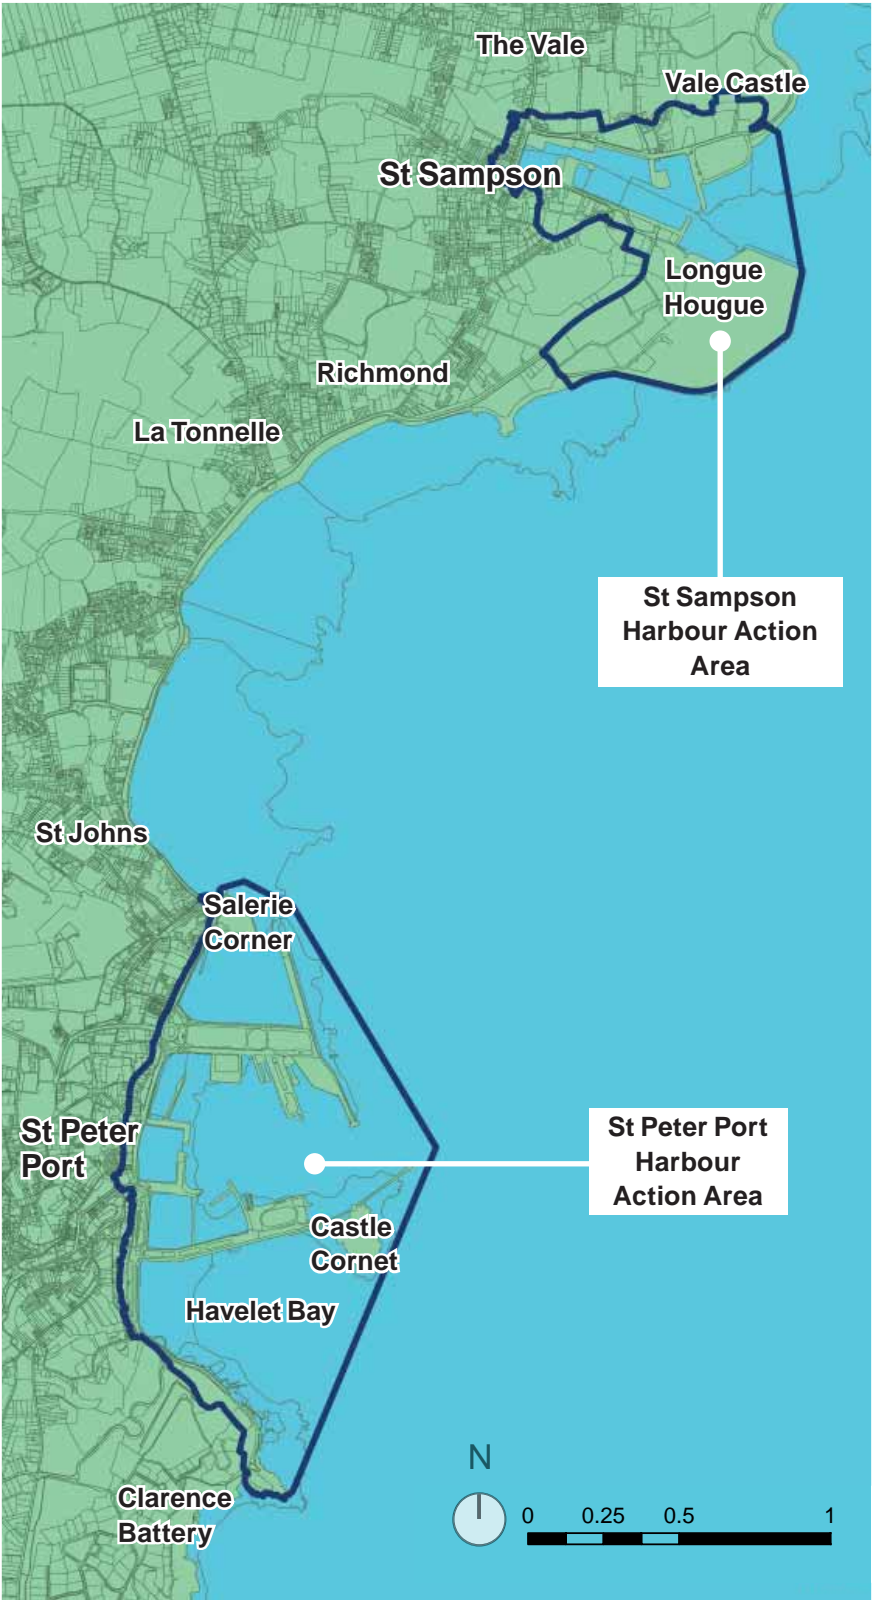 The Vale
Vale Castle
St Sampson
Longue
Hougue
Richmond
La Tonnelle
St Sampson
Harbour Action
Area
St Johns
Salerie
Corner
St Peter
Port
St Peter Port
Harbour
Action Area
Castle
Cornet
Havelet Bay
Clarence
Battery
N
0 0.25 0.5 1